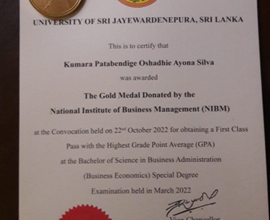 UNIVERSITY OF SRI JAYEWARDENEPURA, SRI LANKA
This is to certify that
Kumara Patabendige Oshadhie Ayona Silva
was awarded
The Gold Medal Donated by the
National Institute of Business Management (NIBM)
at the Convocation held on 22nd October 2022 for obtaining a First Class
Pass with the Highest Grade Point Average (GPA)
at the Bachelor of Science in Business Administration
(Business Economics) Special Degree
Examination held in March 2022
Vice Chancellor